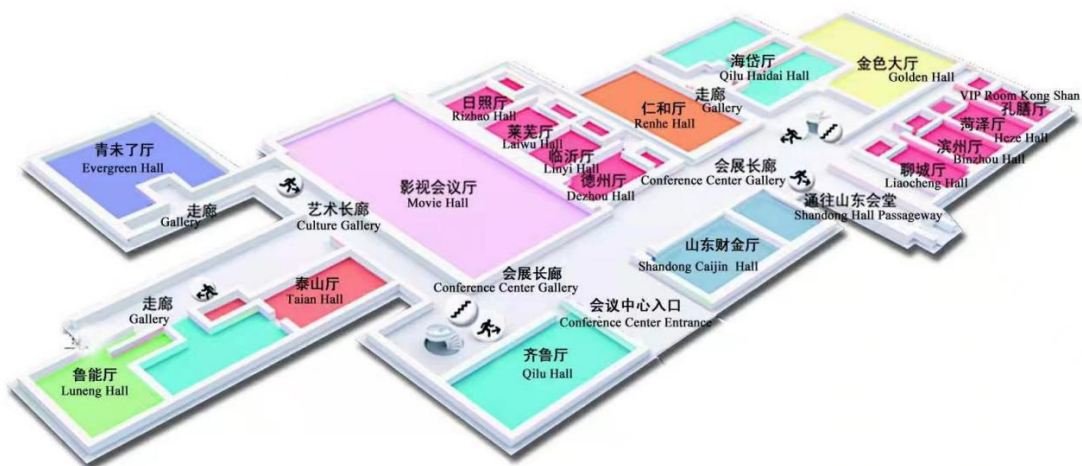 海岱厅
Qilu Haidai Hall
金色大厅
Golden Hall
日照厅
Rizhao Hall
走廊
Gallery
仁和厅
Renhe Hall
VIP Room Kong Shan
孔膳厅
莱芜厅
Laiwu Hall
菏泽厅
Heze Hall
青未了厅
Evergreen Hall
临沂厅
Linyi Hall
滨州厅
Binzhou Hall
会展长廊
Conference Center Gallery
聊城厅
Liaocheng Hall
德州厅
Dezhou Hall
影视会议厅
Movie Hall
走廊
Gallery
艺术长廊
Culture Gallery
通往山东会堂
Shandong Hall Passageway
山东财金厅
Shandong Caijin Hall
会展长廊
Conference Center Gallery
泰山厅
Taian Hall
走廊
Gallery
会议中心入口
Conference Center Entrance
齐鲁厅
Qilu Hall
鲁能厅
Luneng Hall